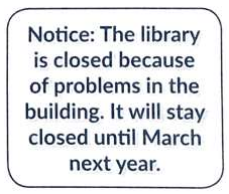 Notice: The library
is closed because
of problems in the
building. It will stay
closed until March
next year.